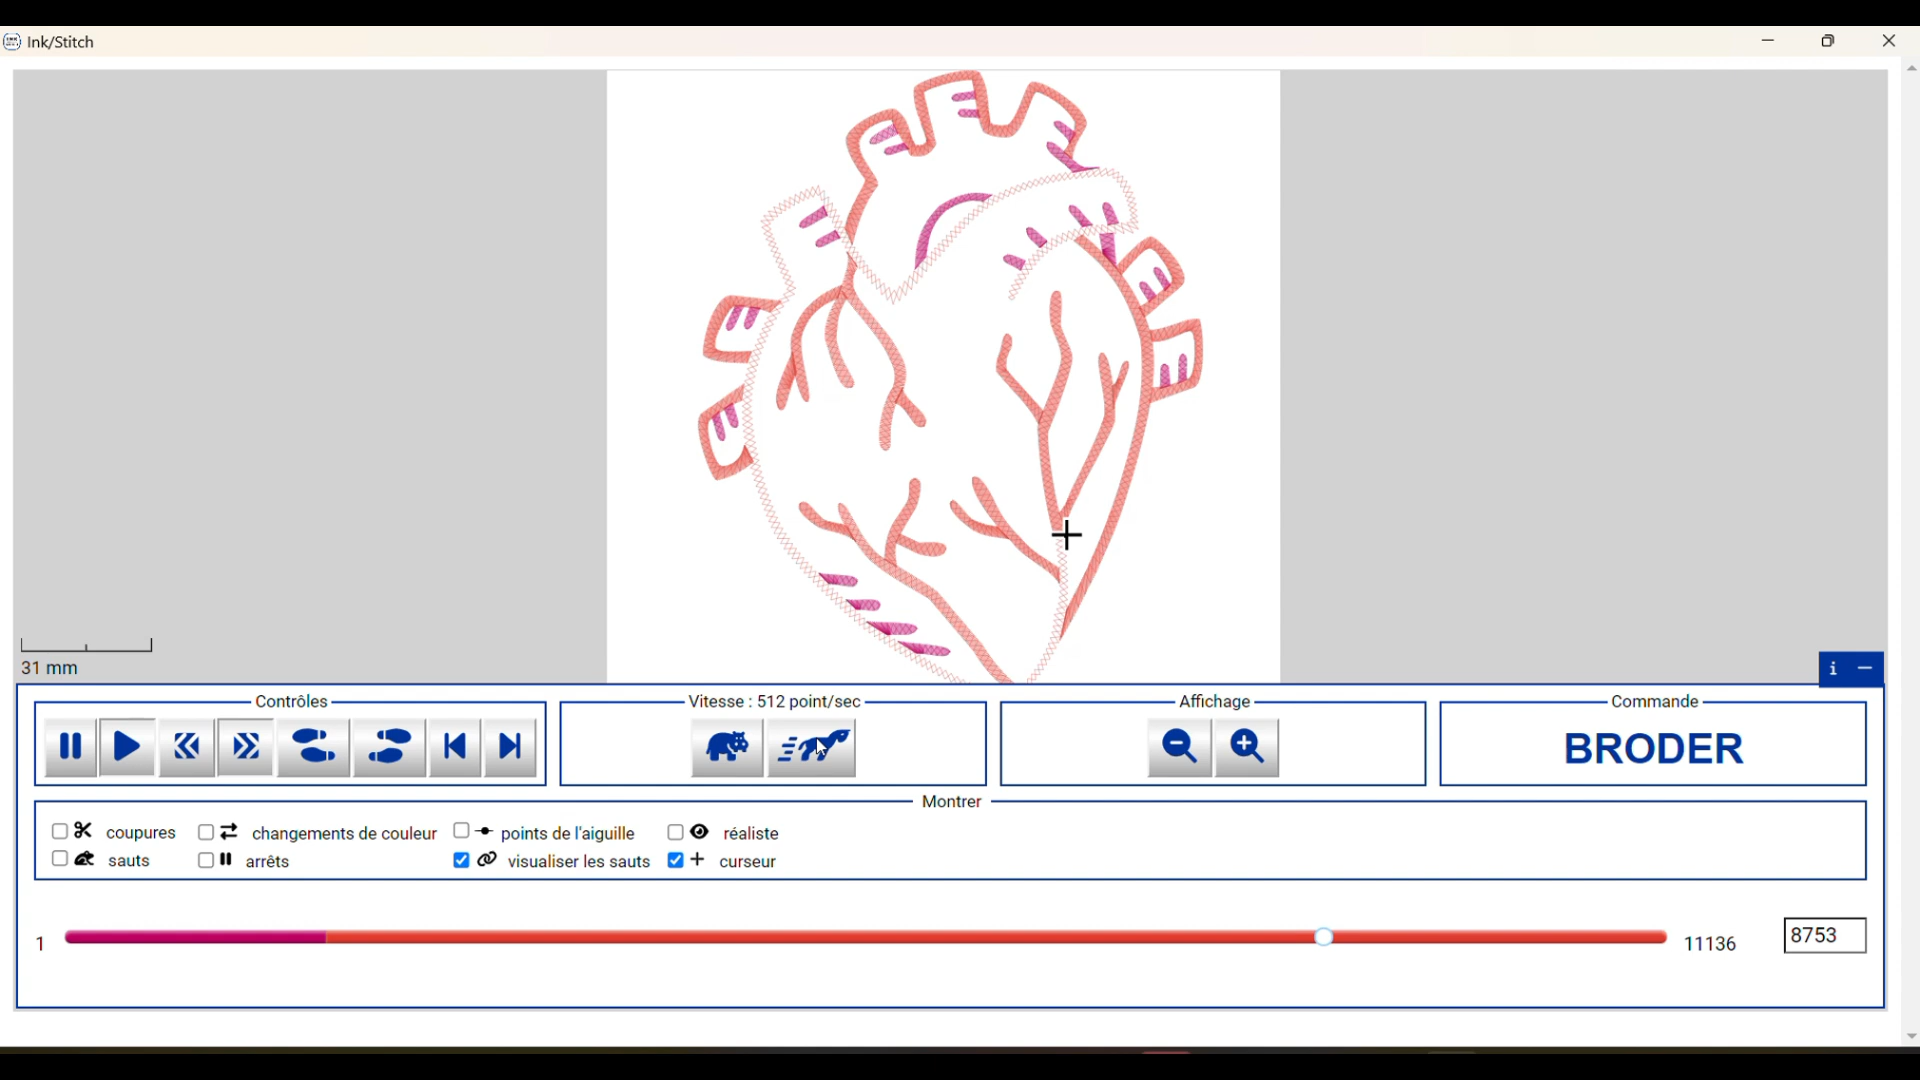 Ink/Stitch
31 mm
i
Contrôles
Vitesse : 512 point/sec
Affichage
Commande
BRODER
Montrer
coupures
changements de couleur
points de l'aiguille
réaliste
sauts
arrêts
visualiser les sauts
curseur
1
11136
8753